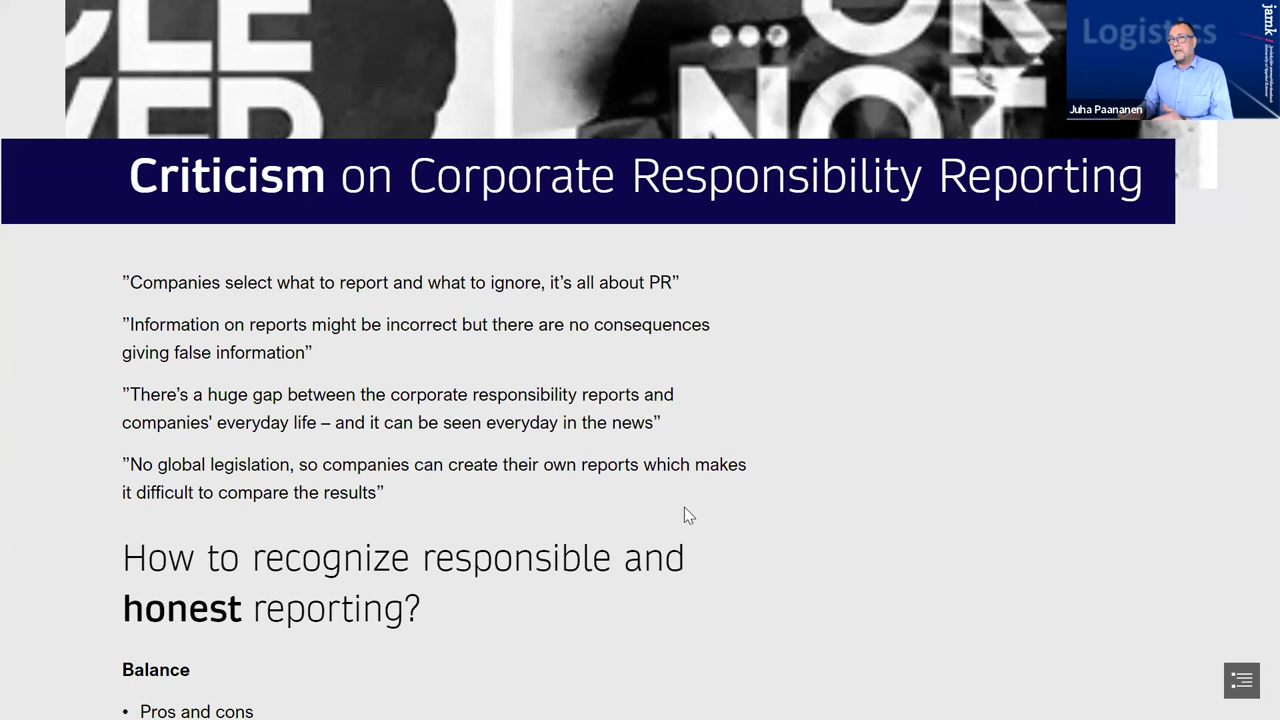 OR
NOT
Logistics
jamk
Juha Paananen
Criticism on Corporate Responsibility Reporting
”Companies select what to report and what to ignore, it’s all about PR”
”Information on reports might be incorrect but there are no consequences
giving false information”
”There’s a huge gap between the corporate responsibility reports and
companies' everyday life – and it can be seen everyday in the news”
”No global legislation, so companies can create their own reports which makes
it difficult to compare the results”
How to recognize responsible and
honest reporting?
Balance
• Pros and cons